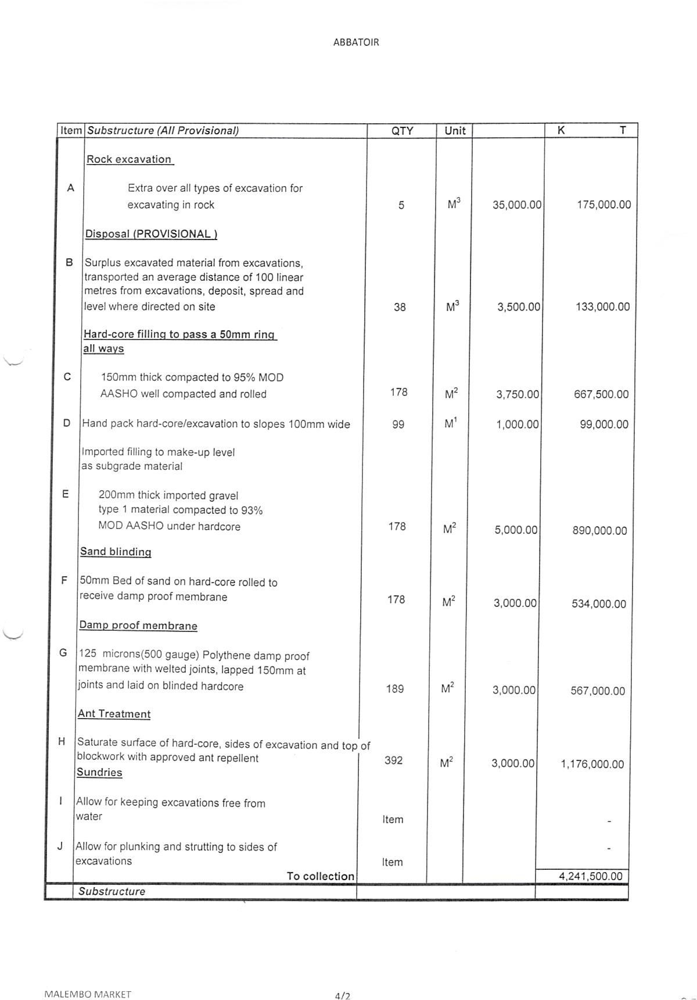 ABBATOIR
Item Substructure (All Provisional) QTY Unit K T
Rock excavation
A Extra over all types of excavation for
excavating in rock 5 M³ 35,000.00 175,000.00
Disposal (PROVISIONAL )
B Surplus excavated material from excavations,
transported an average distance of 100 linear
metres from excavations, deposit, spread and
level where directed on site 38 M³ 3,500.00 133,000.00
Hard-core filling to pass a 50mm ring
all ways
C 150mm thick compacted to 95% MOD
AASHO well compacted and rolled 178 M² 3,750.00 667,500.00
D Hand pack hard-core/excavation to slopes 100mm wide 99 M¹ 1,000.00 99,000.00
Imported filling to make-up level
as subgrade material
E 200mm thick imported gravel
type 1 material compacted to 93%
MOD AASHO under hardcore 178 M² 5,000.00 890,000.00
Sand blinding
F 50mm Bed of sand on hard-core rolled to
receive damp proof membrane 178 M² 3,000.00 534,000.00
Damp proof membrane
G 125 microns(500 gauge) Polythene damp proof
membrane with welted joints, lapped 150mm at
joints and laid on blinded hardcore 189 M² 3,000.00 567,000.00
Ant Treatment
H Saturate surface of hard-core, sides of excavation and top of
blockwork with approved ant repellent 392 M² 3,000.00 1,176,000.00
Sundries
I Allow for keeping excavations free from
water Item -
J Allow for plunking and strutting to sides of -
excavations Item
To collection 4,241,500.00
Substructure
MALEMBO MARKET 4/2